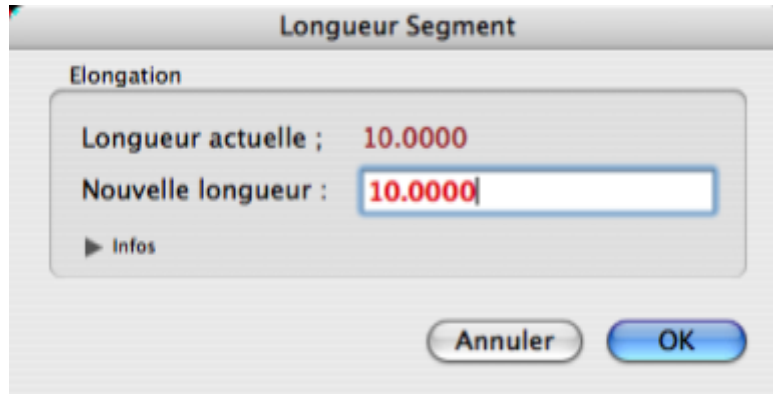 Longueur Segment
Elongation
Longueur actuelle ; 10.0000
Nouvelle longueur : 10.0000
Infos
Annuler OK